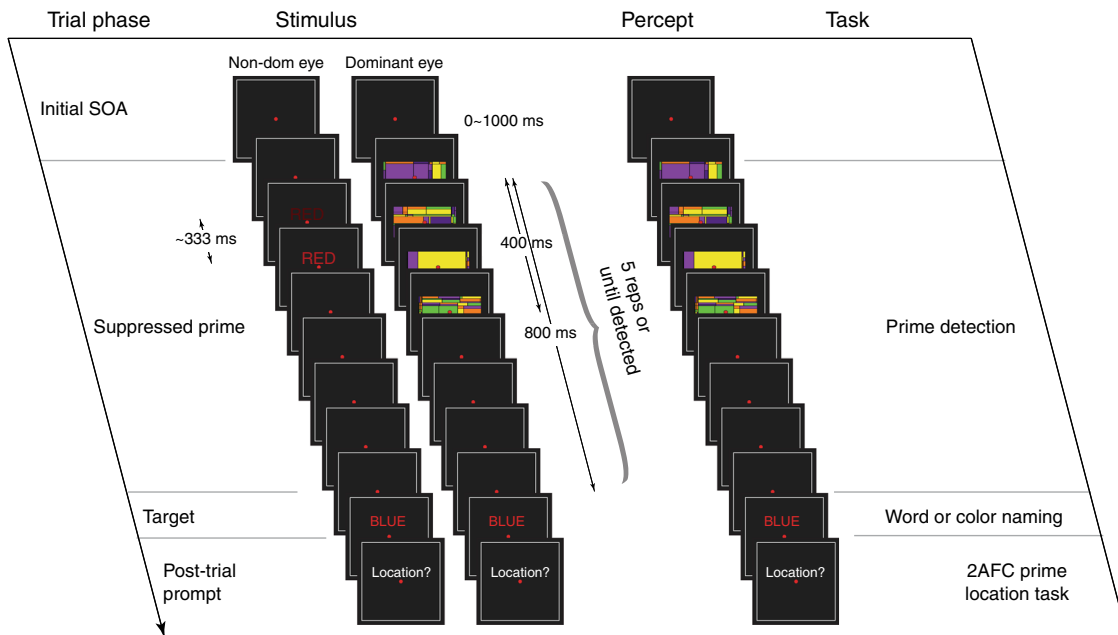 Trial phase
Stimulus
Percept
Task
Non-dom eye
Dominant eye
Initial SOA
0~1000 ms
RED
~333 ms
RED
400 ms
5 reps or
until detected
Suppressed prime
800 ms
Prime detection
Target
BLUE
BLUE
BLUE
Word or color naming
Post-trial
prompt
Location?
Location?
Location?
2AFC prime
location task